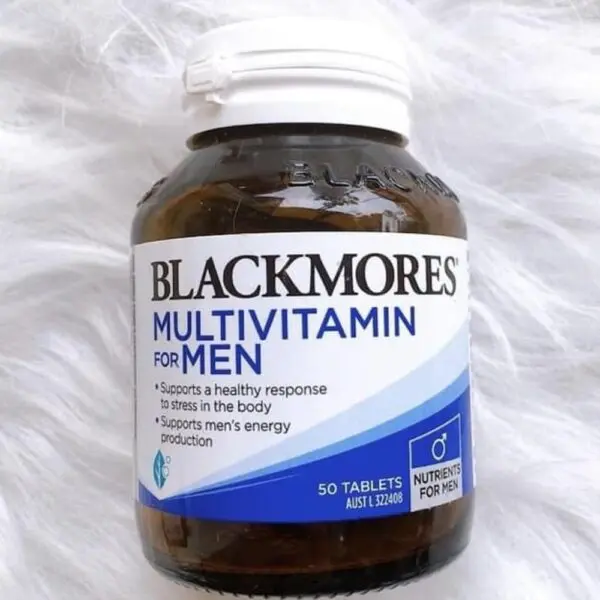 BLACKMORES
BLACKMORES®
MULTIVITAMIN
FOR MEN
• Supports a healthy response
to stress in the body
• Supports men's energy
production
50 TABLETS
AUST L 322408
NUTRIENTS
FOR MEN